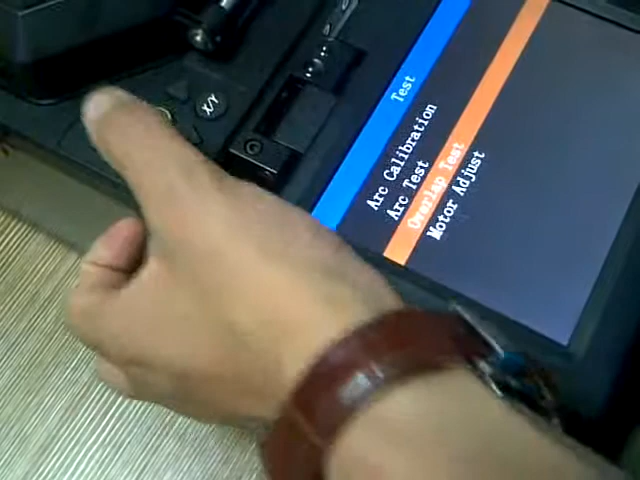 Test
Arc Calibration
Arc Test
Overlap Test
Motor Adjust
X/Y